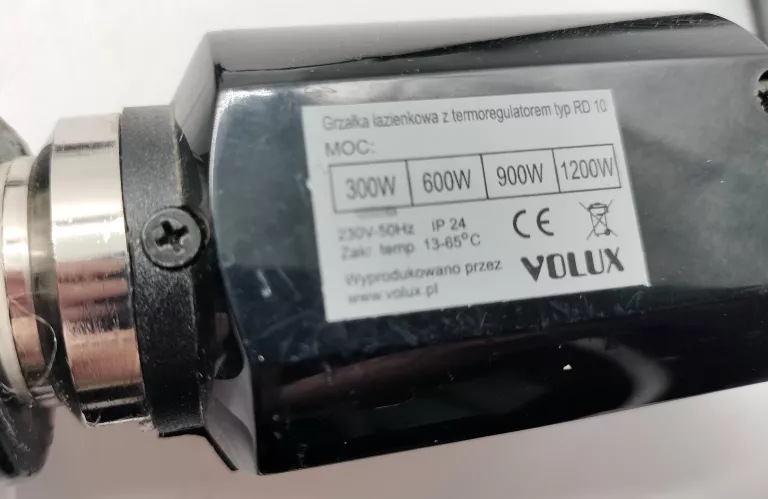 Grzałka łazienkowa z termoregulatorem typ RD 10
MOC:
300W 600W 900W 1200W
230V-50Hz IP 24
Zakr. temp. 13-65°C
CE
Wyprodukowano przez VOLUX
www.volux.pl